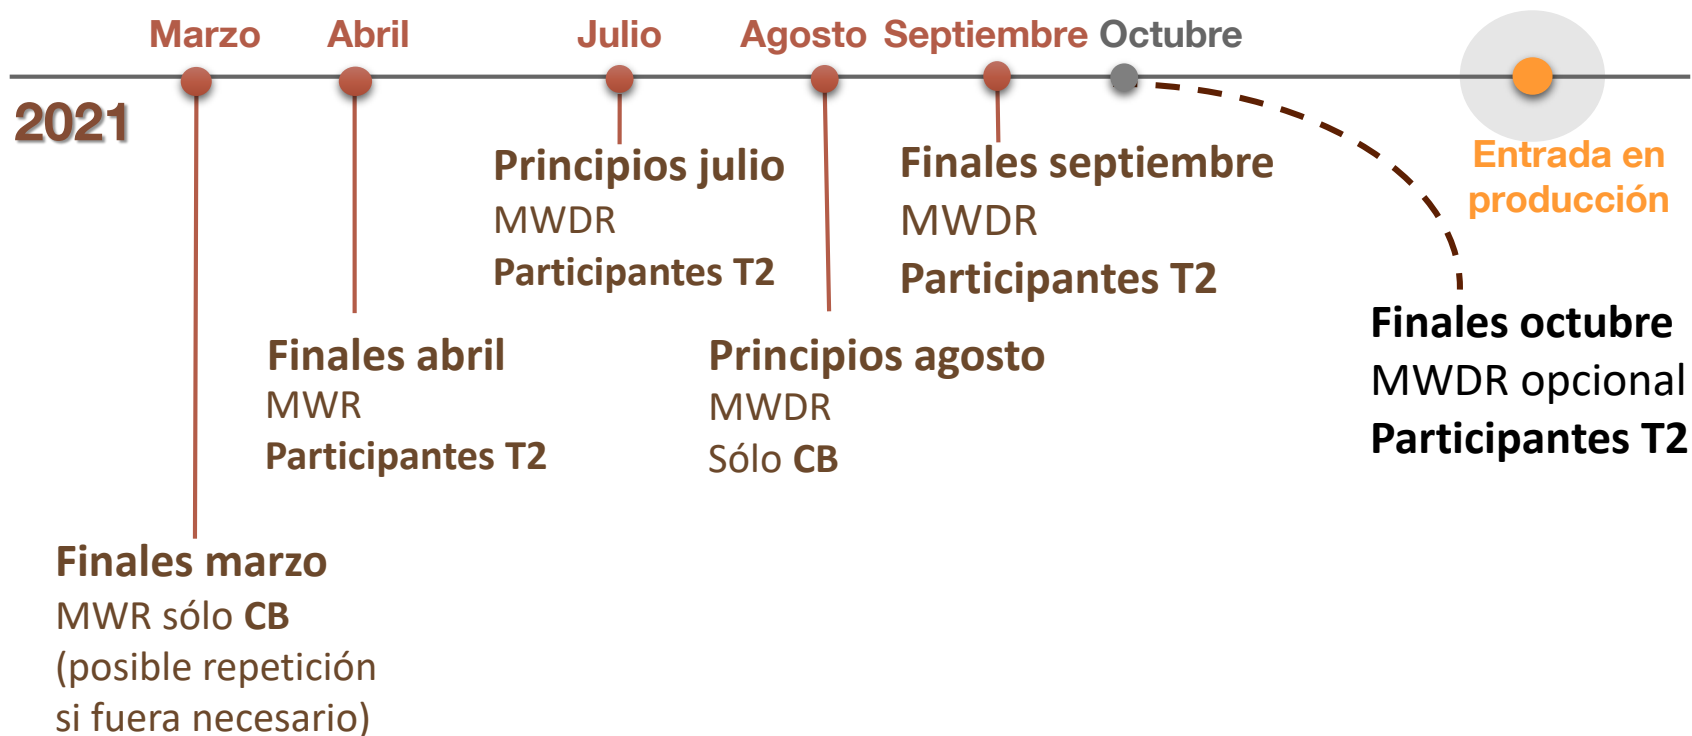 Marzo
Abril
Julio
Agosto
Septiembre
Octubre
2021
Entrada en
producción
Principios julio
MWDR
Participantes T2
Finales septiembre
MWDR
Participantes T2
Finales abril
MWR
Participantes T2
Principios agosto
MWDR
Sólo CB
Finales octubre
MWDR opcional
Participantes T2
Finales marzo
MWR sólo CB
(posible repetición
si fuera necesario)